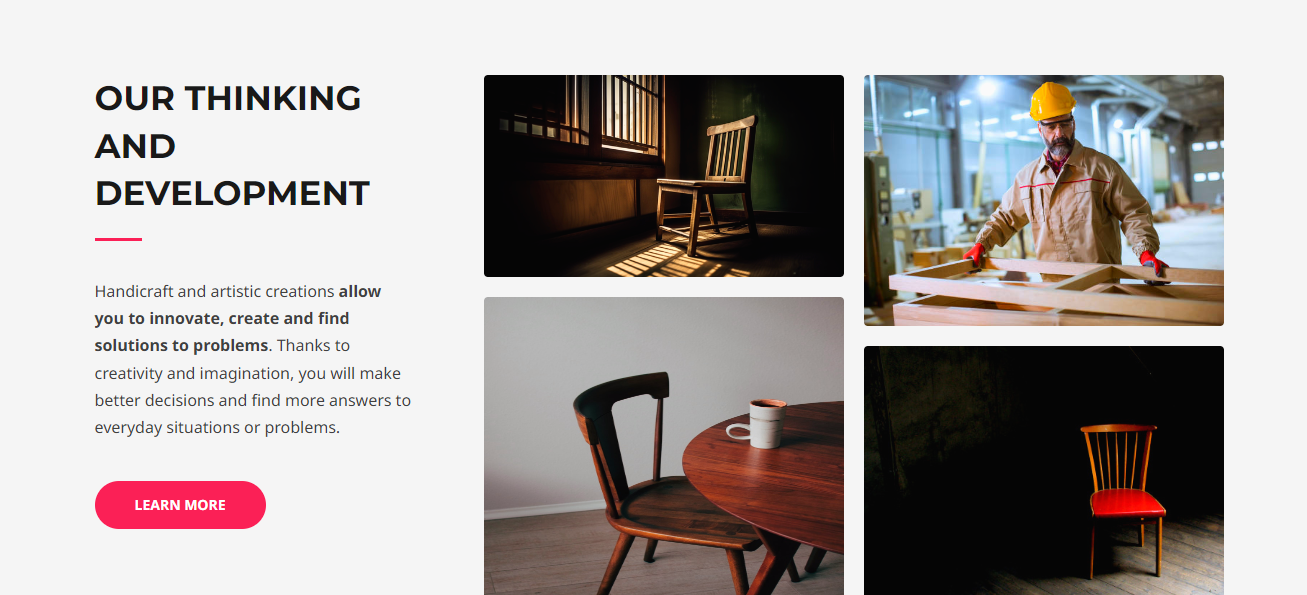 OUR THINKING
AND
DEVELOPMENT
Handicraft and artistic creations allow
you to innovate, create and find
solutions to problems. Thanks to
creativity and imagination, you will make
better decisions and find more answers to
everyday situations or problems.
LEARN MORE